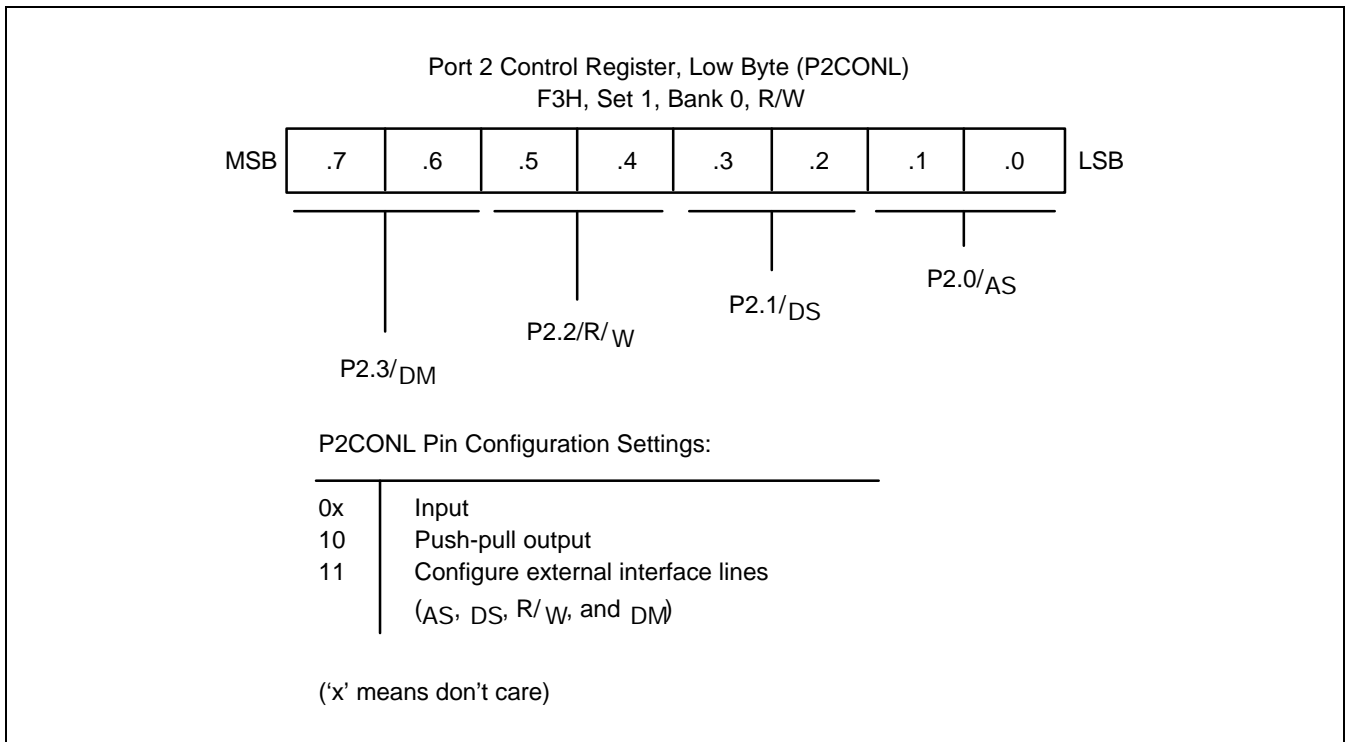 Port 2 Control Register, Low Byte (P2CONL)
F3H, Set 1, Bank 0, R/W
MSB .7 .6 .5 .4 .3 .2 .1 .0 LSB
P2.0/AS
P2.1/DS
P2.2/R/W
P2.3/DM
P2CONL Pin Configuration Settings:
0x Input
10 Push-pull output
11 Configure external interface lines
(AS, DS, R/W, and DM)
(‘x’ means don’t care)